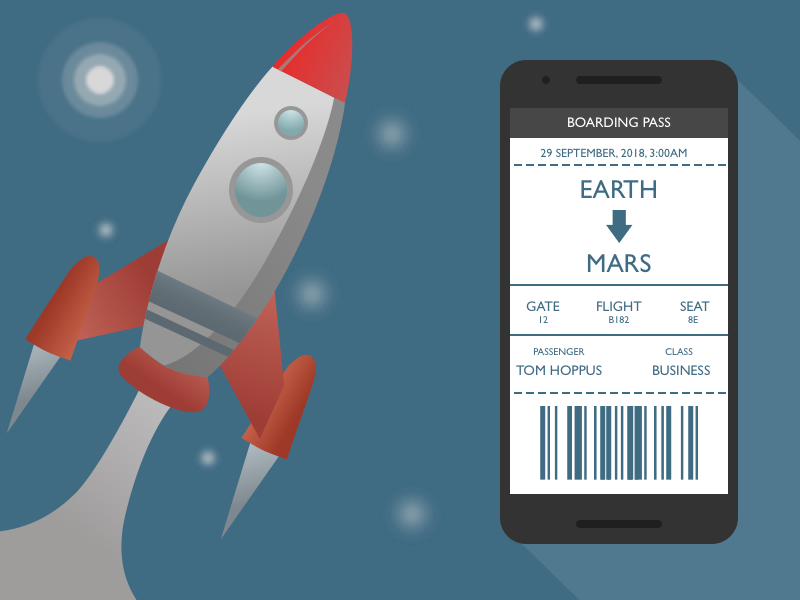 BOARDING PASS
29 SEPTEMBER, 2018, 3:00AM
EARTH
MARS
GATE FLIGHT SEAT
12 B182 8E
PASSENGER CLASS
TOM HOPPUS BUSINESS